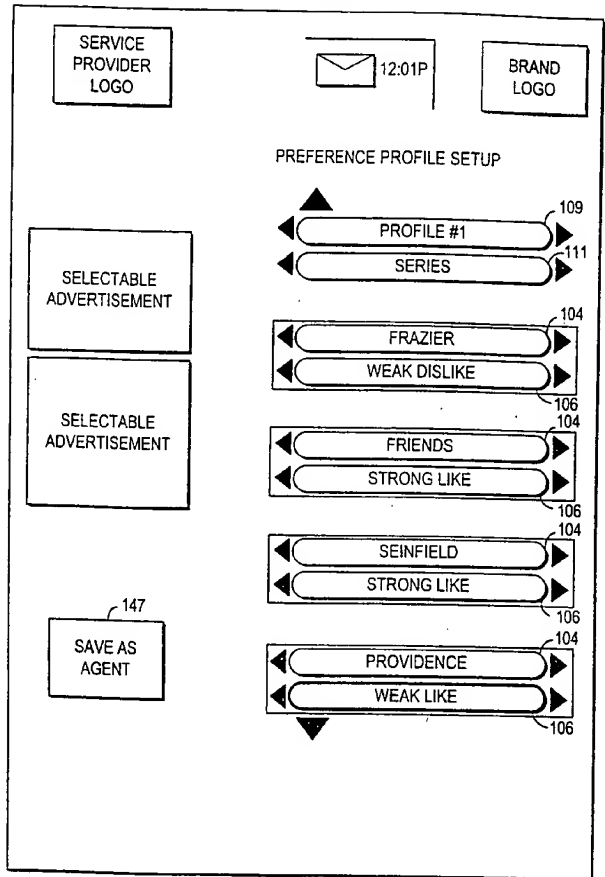 SERVICE
PROVIDER
LOGO
12:01P
BRAND
LOGO
PREFERENCE PROFILE SETUP
109
PROFILE #1
111
SERIES
SELECTABLE
ADVERTISEMENT
104
FRAZIER
WEAK DISLIKE
106
SELECTABLE
ADVERTISEMENT
104
FRIENDS
STRONG LIKE
106
104
SEINFIELD
STRONG LIKE
106
147
SAVE AS
AGENT
104
PROVIDENCE
WEAK LIKE
106